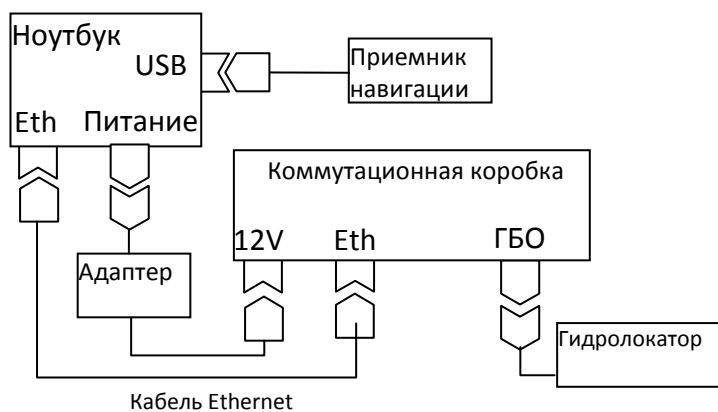 Ноутбук
USB
Приемник
навигации
Eth Питание
Коммутационная коробка
12V Eth ГБО
Адаптер
Гидролокатор
Кабель Ethernet